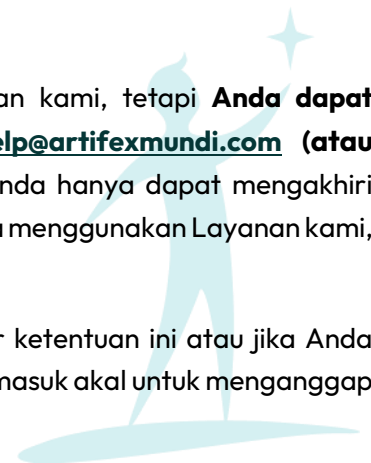 an kami, tetapi Anda dapat
elp@artifexmundi.com (atau
nda hanya dapat mengakhiri
menggunakan Layanan kami,
ketentuan ini atau jika Anda
masuk akal untuk menganggap